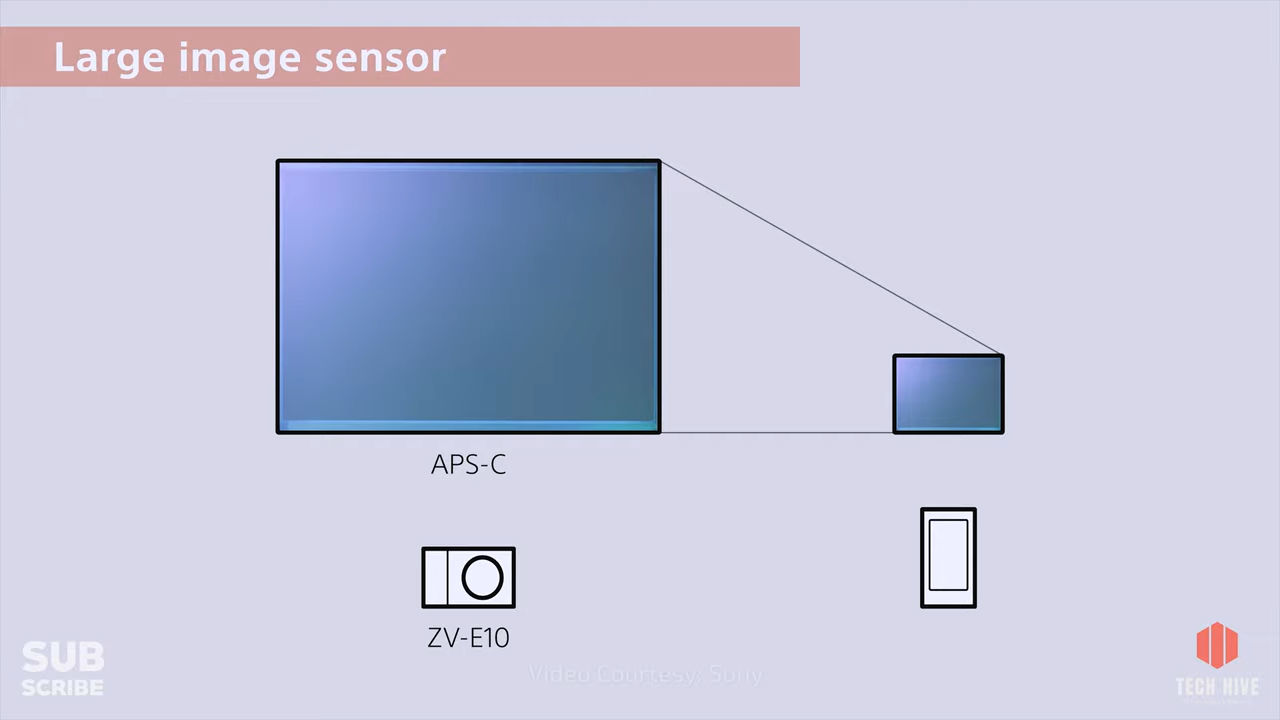 Large image sensor
APS-C
ZV-E10
SUB
SCRIBE
Video Courtesy, Sony
TECH HIVE